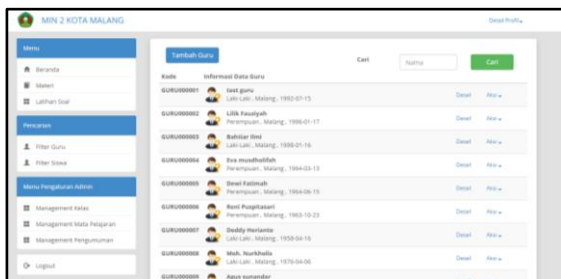 MIN 2 KOTA MALANG
Detail Profil
Menu
Beranda
Materi
Latihan Soal
Pencarian
Filter Guru
Filter Siswa
Menu Pengaturan Admin
Management Kelas
Management Mata Pelajaran
Management Pengumuman
Logout
Tambah Guru
Cari
Nama
Cari
Kode Informasi Data Guru
GURU000001 test guru Detail Aksi
Laki-Laki, Malang, 1992-07-15
GURU000002 Lilik Fauziyah Detail Aksi
Perempuan, Malang, 1986-01-17
GURU000003 Bahtiar Ilmi Detail Aksi
Laki-Laki, Malang, 1986-01-16
GURU000004 Eva musdholifah Detail Aksi
Perempuan, Malang, 1964-03-13
GURU000005 Dewi Fatimah Detail Aksi
Perempuan, Malang, 1964-06-15
GURU000006 Reni Puspitasari Detail Aksi
Perempuan, Malang, 1963-10-23
GURU000007 Deddy Herianto Detail Aksi
Laki-Laki, Malang, 1958-04-16
GURU000008 Moh. Nurkholis Detail Aksi
Laki-Laki, Malang, 1976-04-06
GURU000009 Agus sunandar